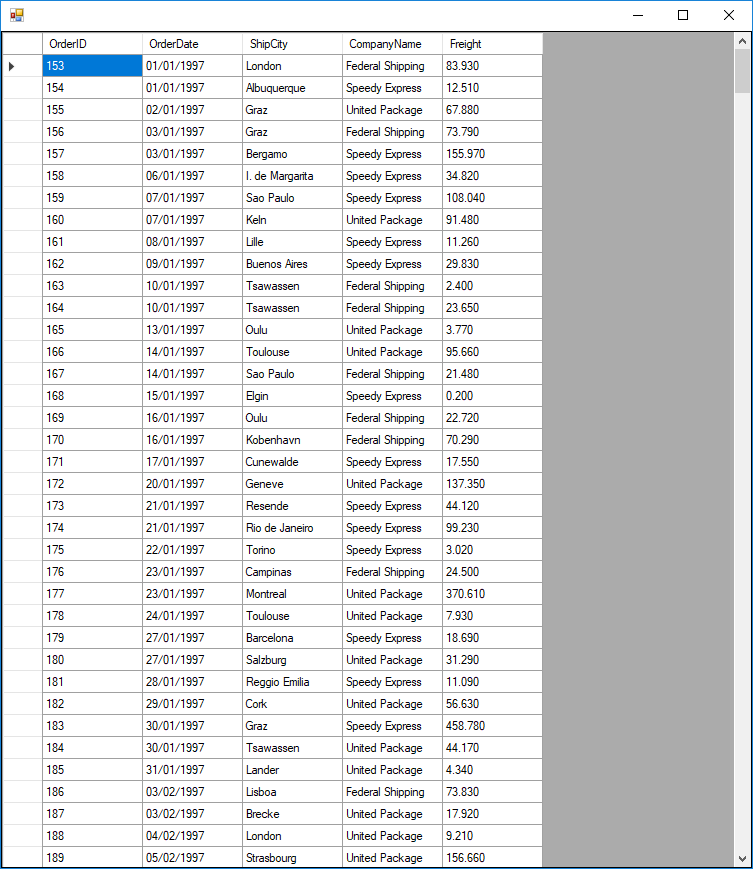 OrderID OrderDate ShipCity CompanyName Freight
153 01/01/1997 London Federal Shipping 83.930
154 01/01/1997 Albuquerque Speedy Express 12.510
155 02/01/1997 Graz United Package 67.880
156 03/01/1997 Graz Federal Shipping 73.790
157 03/01/1997 Bergamo Speedy Express 155.970
158 06/01/1997 I. de Margarita Speedy Express 34.820
159 07/01/1997 Sao Paulo Speedy Express 108.040
160 07/01/1997 Keln United Package 91.480
161 08/01/1997 Lille Speedy Express 11.260
162 09/01/1997 Buenos Aires Speedy Express 29.830
163 10/01/1997 Tsawassen Federal Shipping 2.400
164 10/01/1997 Tsawassen Federal Shipping 23.650
165 13/01/1997 Oulu United Package 3.770
166 14/01/1997 Toulouse United Package 95.660
167 14/01/1997 Sao Paulo Federal Shipping 21.480
168 15/01/1997 Elgin Speedy Express 0.200
169 16/01/1997 Oulu Federal Shipping 22.720
170 16/01/1997 Kobenhavn Federal Shipping 70.290
171 17/01/1997 Cunewalde Speedy Express 17.550
172 20/01/1997 Geneve United Package 137.350
173 21/01/1997 Resende Speedy Express 44.120
174 21/01/1997 Rio de Janeiro Speedy Express 99.230
175 22/01/1997 Torino Speedy Express 3.020
176 23/01/1997 Campinas Federal Shipping 24.500
177 23/01/1997 Montreal United Package 370.610
178 24/01/1997 Toulouse United Package 7.930
179 27/01/1997 Barcelona Speedy Express 18.690
180 27/01/1997 Salzburg United Package 31.290
181 28/01/1997 Reggio Emilia Speedy Express 11.090
182 29/01/1997 Cork United Package 56.630
183 30/01/1997 Graz Speedy Express 458.780
184 30/01/1997 Tsawassen United Package 44.170
185 31/01/1997 Lander United Package 4.340
186 03/02/1997 Lisboa Federal Shipping 73.830
187 03/02/1997 Brecke United Package 17.920
188 04/02/1997 London United Package 9.210
189 05/02/1997 Strasbourg United Package 156.660